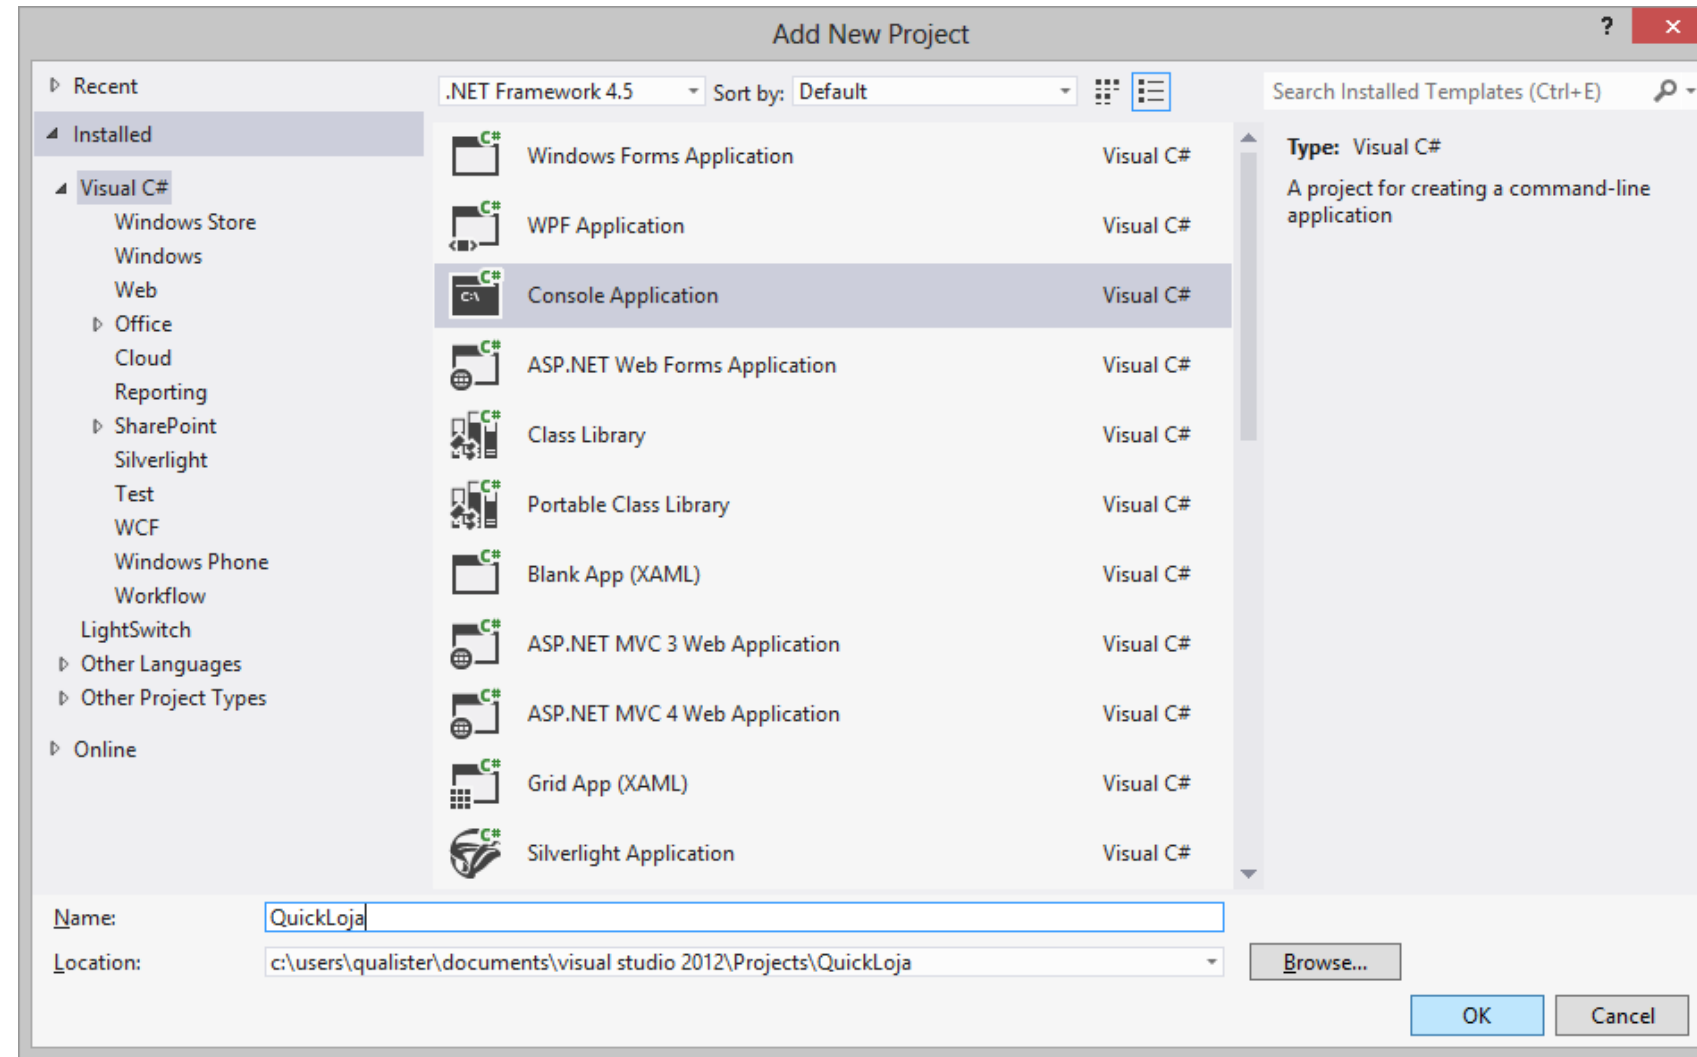 Add New Project ?
Recent
Installed
Visual C#
Windows Store
Windows
Web
Office
Cloud
Reporting
SharePoint
Silverlight
Test
WCF
Windows Phone
Workflow
LightSwitch
Other Languages
Other Project Types
Online
.NET Framework 4.5 Sort by: Default
Windows Forms Application Visual C#
WPF Application Visual C#
Console Application Visual C#
ASP.NET Web Forms Application Visual C#
Class Library Visual C#
Portable Class Library Visual C#
Blank App (XAML) Visual C#
ASP.NET MVC 3 Web Application Visual C#
ASP.NET MVC 4 Web Application Visual C#
Grid App (XAML) Visual C#
Silverlight Application Visual C#
Search Installed Templates (Ctrl+E)
Type: Visual C#
A project for creating a command-line
application
Name: QuickLoja
Location: c:\users\qualister\documents\visual studio 2012\Projects\QuickLoja Browse...
OK Cancel